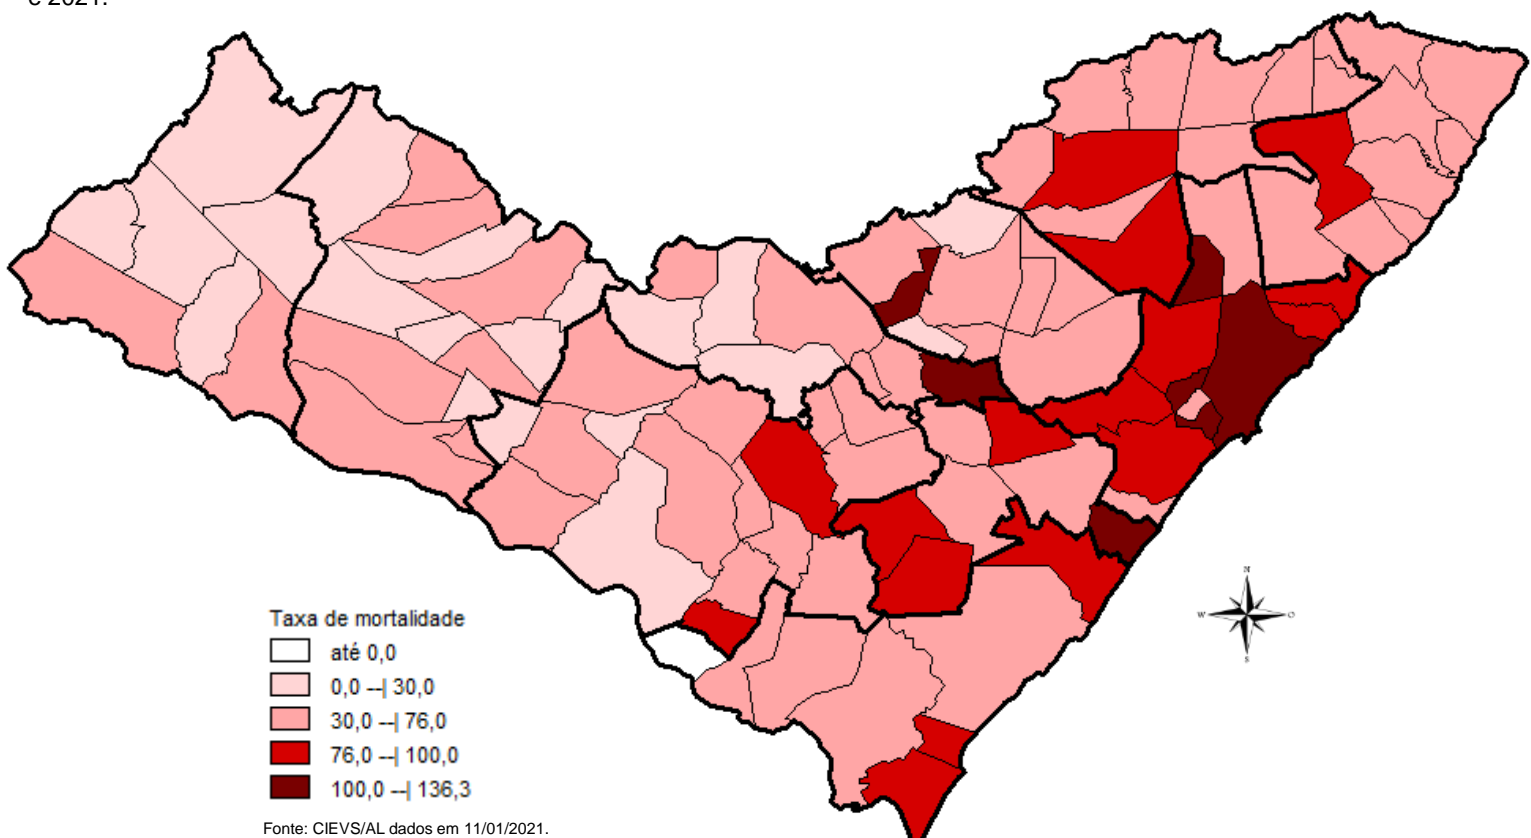 e 2021.
N
W
O
S
Taxa de mortalidade
até 0,0
0,0 --| 30,0
30,0 --| 76,0
76,0 --| 100,0
100,0 --| 136,3
Fonte: CIEVS/AL dados em 11/01/2021.